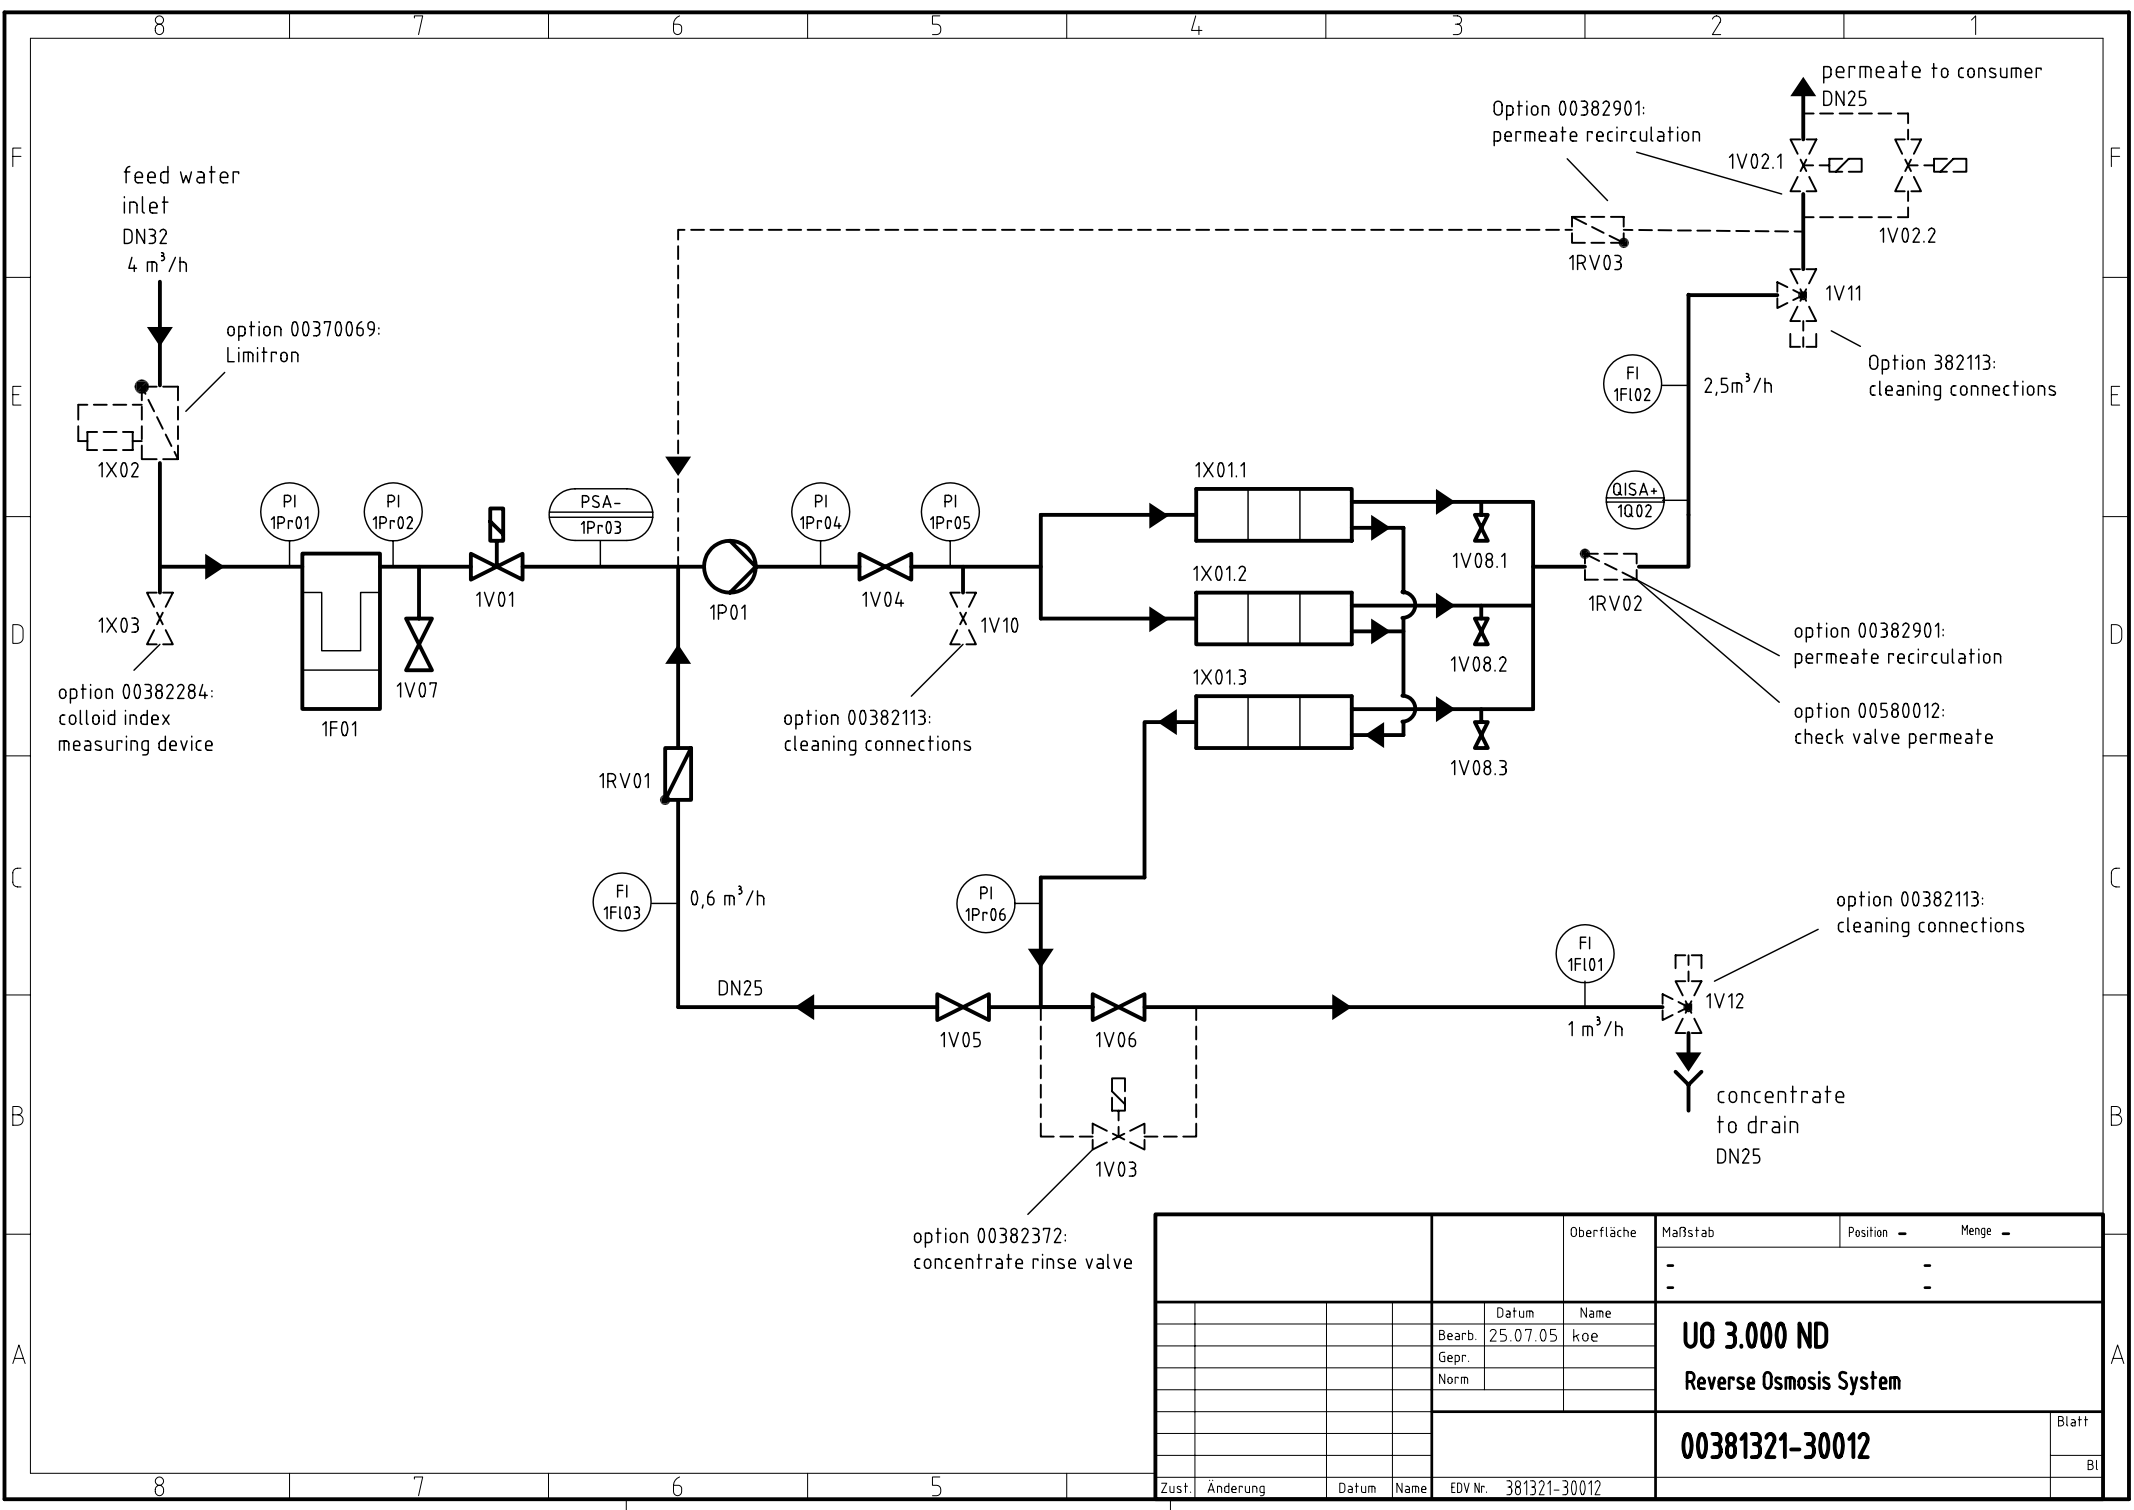 8 7 6 5 4 3 2 1
permeate to consumer
DN25
Option 00382901:
permeate recirculation
F
F
1V02.1
feed water
inlet
DN32
4 m³/h
1V02.2
1RV03
1V11
option 00370069:
Limitron
Option 382113:
cleaning connections
FI
1Fl02
2,5m³/h
E
E
1X02
1X01.1
PI
1Pr01
PI
1Pr02
PSA-
1Pr03
PI
1Pr04
PI
1Pr05
QISA+
1Q02
1V08.1
1X01.2
1V01
1P01
1V04
1RV02
1X03
1V10
D
D
option 00382901:
permeate recirculation
1V08.2
1X01.3
option 00382284:
colloid index
measuring device
1V07
1F01
option 00382113:
cleaning connections
option 00580012:
check valve permeate
1V08.3
1RV01
C
C
FI
1Fl03
0,6 m³/h
PI
1Pr06
option 00382113:
cleaning connections
FI
1Fl01
DN25
1V12
1 m³/h
1V05
1V06
concentrate
to drain
DN25
B
B
1V03
option 00382372:
concentrate rinse valve
Oberfläche
Maßstab
Position -
Menge -
- -
- -
Datum Name
Bearb. 25.07.05 koe
Gepr.
Norm
UO 3.000 ND
Reverse Osmosis System
A
A
00381321-30012
Blatt
Bl
Zust. Änderung Datum Name
EDV Nr. 381321-30012
8 7 6 5